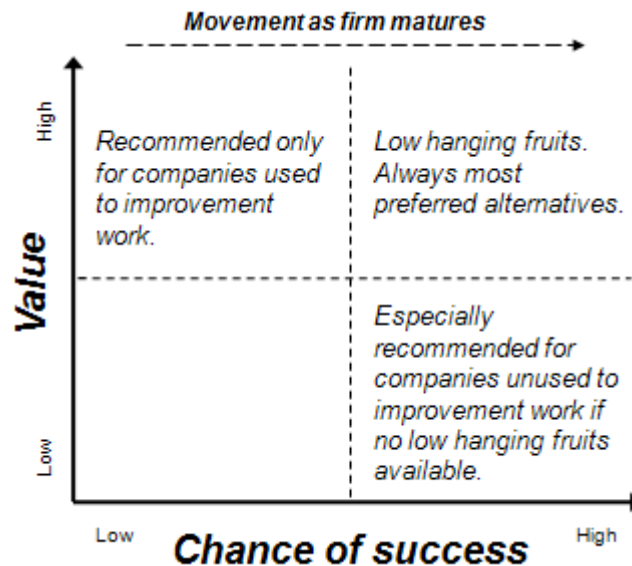 Movement as firm matures
High
Recommended only
for companies used
to improvement
work.
Low hanging fruits.
Always most
preferred alternatives.
Value
Especially
recommended for
companies unused to
improvement work if
no low hanging fruits
available.
Low
Low
Chance of success
High